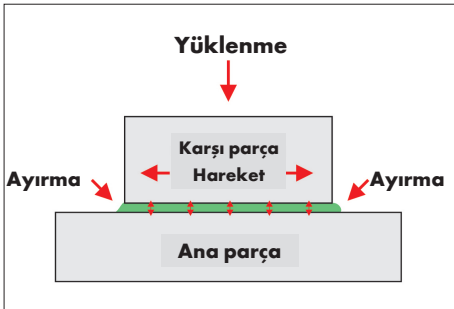 Yüklenme
Karşı parça
Hareket
Ayırma
Ayırma
Ana parça